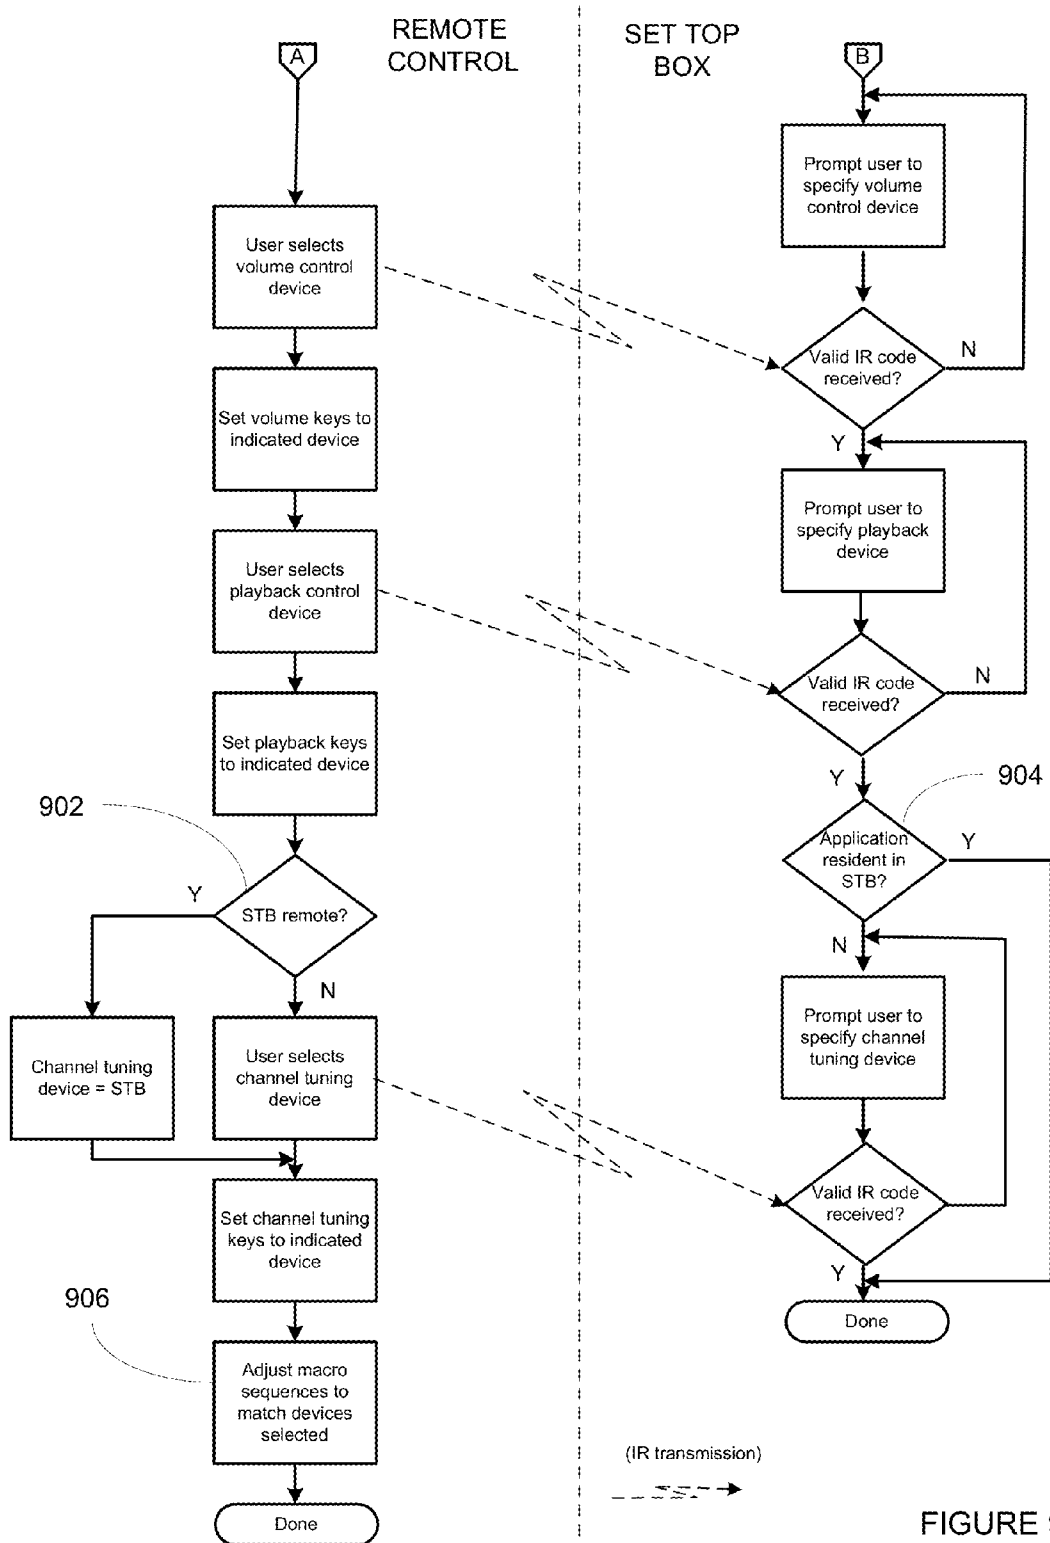 REMOTE
CONTROL
A
User selects
volume control
device
Set volume keys to
indicated device
User selects
playback control
device
Set playback keys
to indicated device
902
STB remote?
Y
N
Channel tuning
device = STB
User selects
channel tuning
device
Set channel tuning
keys to indicated
device
906
Adjust macro
sequences to
match devices
selected
Done
SET TOP
BOX
B
Prompt user to
specify volume
control device
Valid IR code
received?
N
Y
Prompt user to
specify playback
device
Valid IR code
received?
N
Y
904
Application
resident in
STB?
Y
N
Prompt user to
specify channel
tuning device
Valid IR code
received?
Y
Done
(IR transmission)
FIGURE